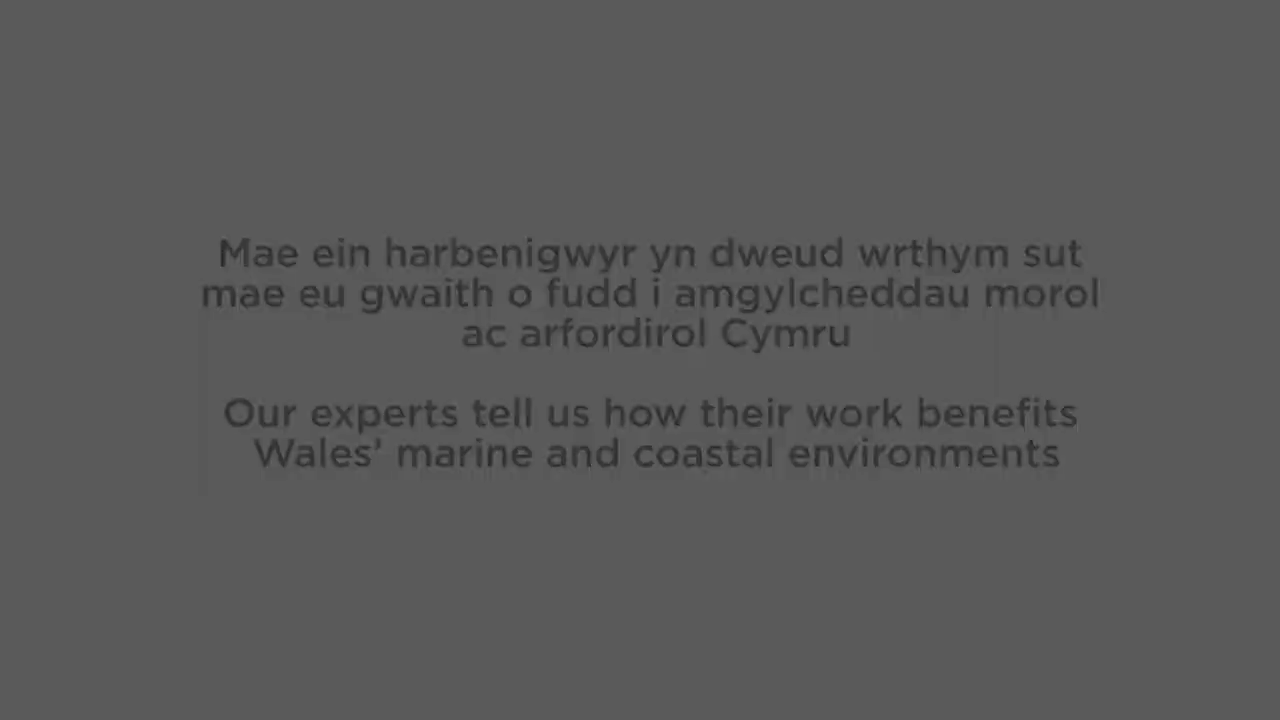 Mae ein harbenigwyr yn dweud wrthym sut
mae eu gwaith o fudd i amgylcheddau morol
ac arfordirol Cymru
Our experts tell us how their work benefits
Wales’ marine and coastal environments